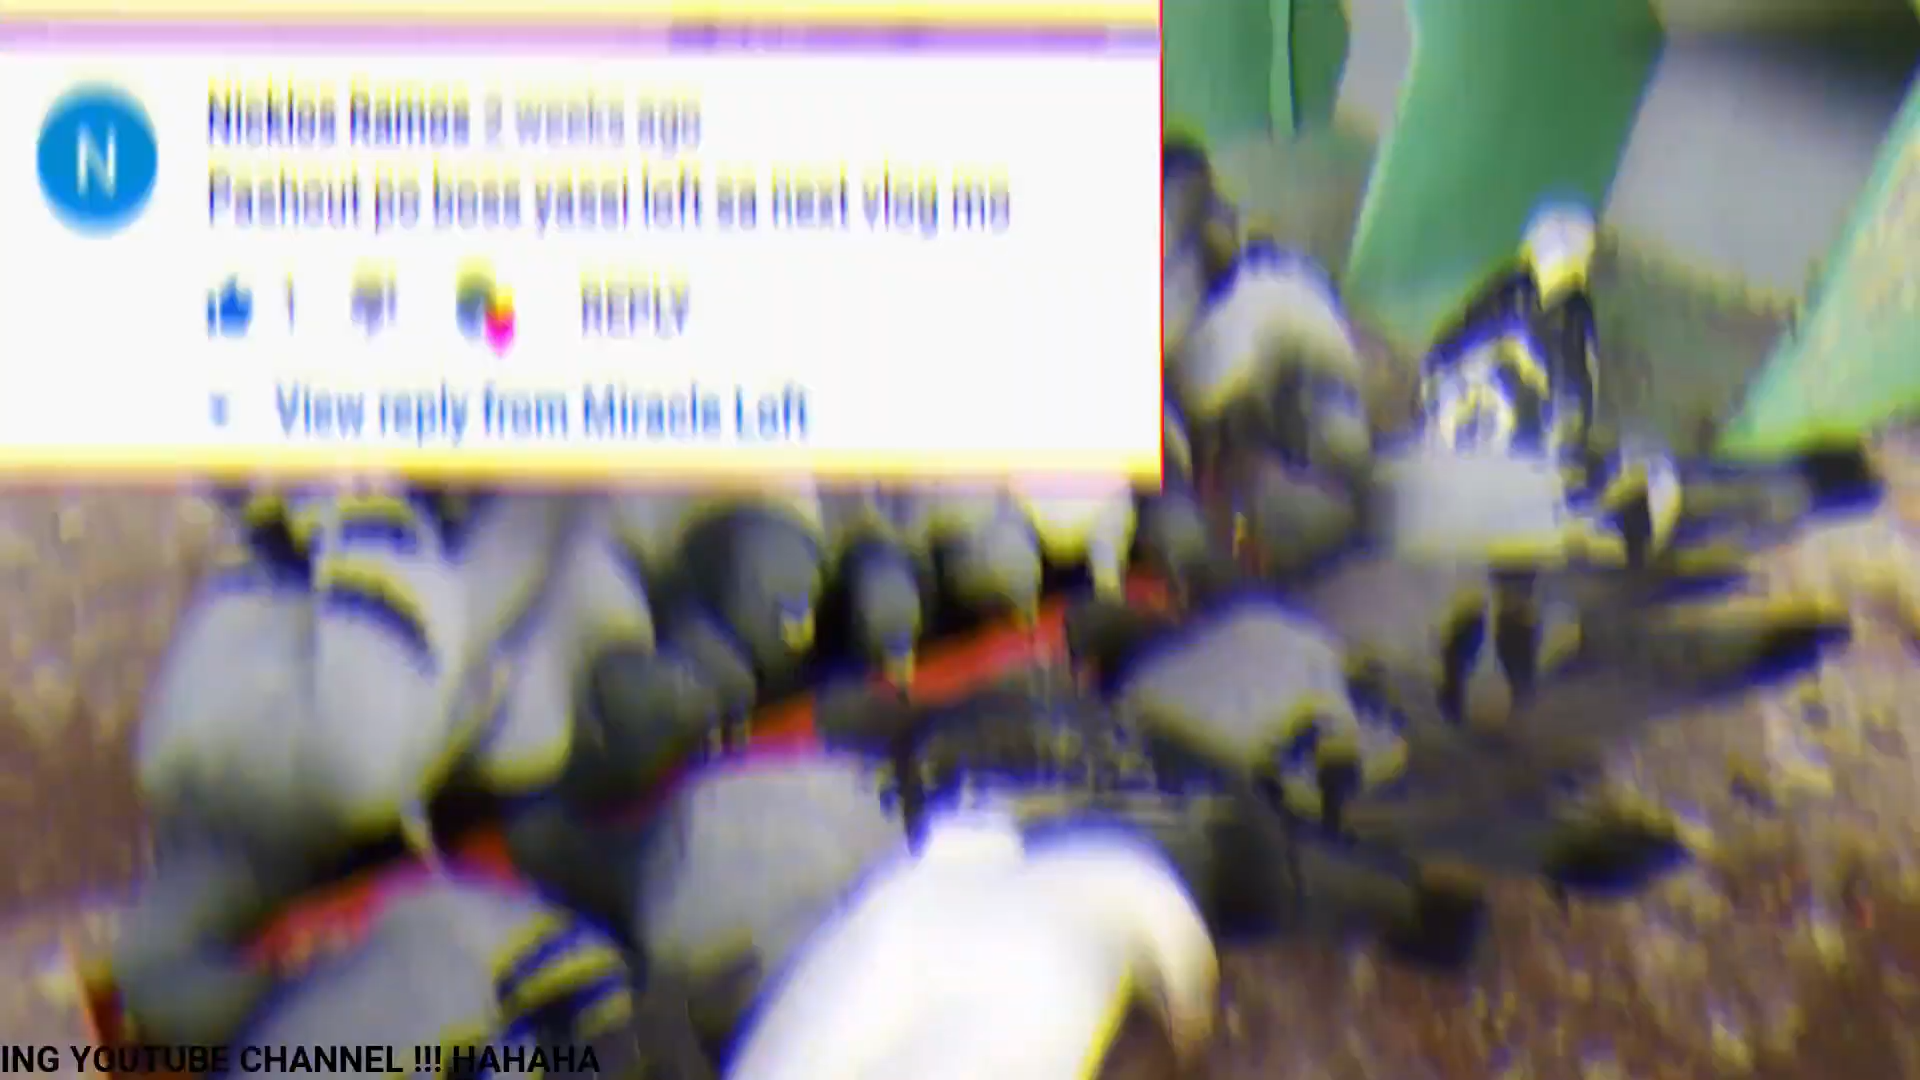 N
Nicklos Ramos 2 weeks ago
Pashout po boss yassi loft sa next vlog mo
1 REPLY
View reply from Miracle Loft
ING YOUTUBE CHANNEL !!! HAHAHA